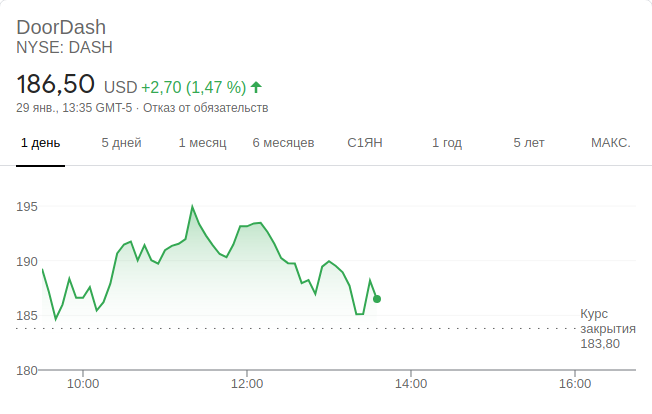 DoorDash
NYSE: DASH
186,50 USD +2,70 (1,47 %)
29 янв., 13:35 GMT-5 · Отказ от обязательств
1 день 5 дней 1 месяц 6 месяцев С1ЯН 1 год 5 лет МАКС.
195
190
185
180
Курс
закрытия
183,80
10:00 12:00 14:00 16:00